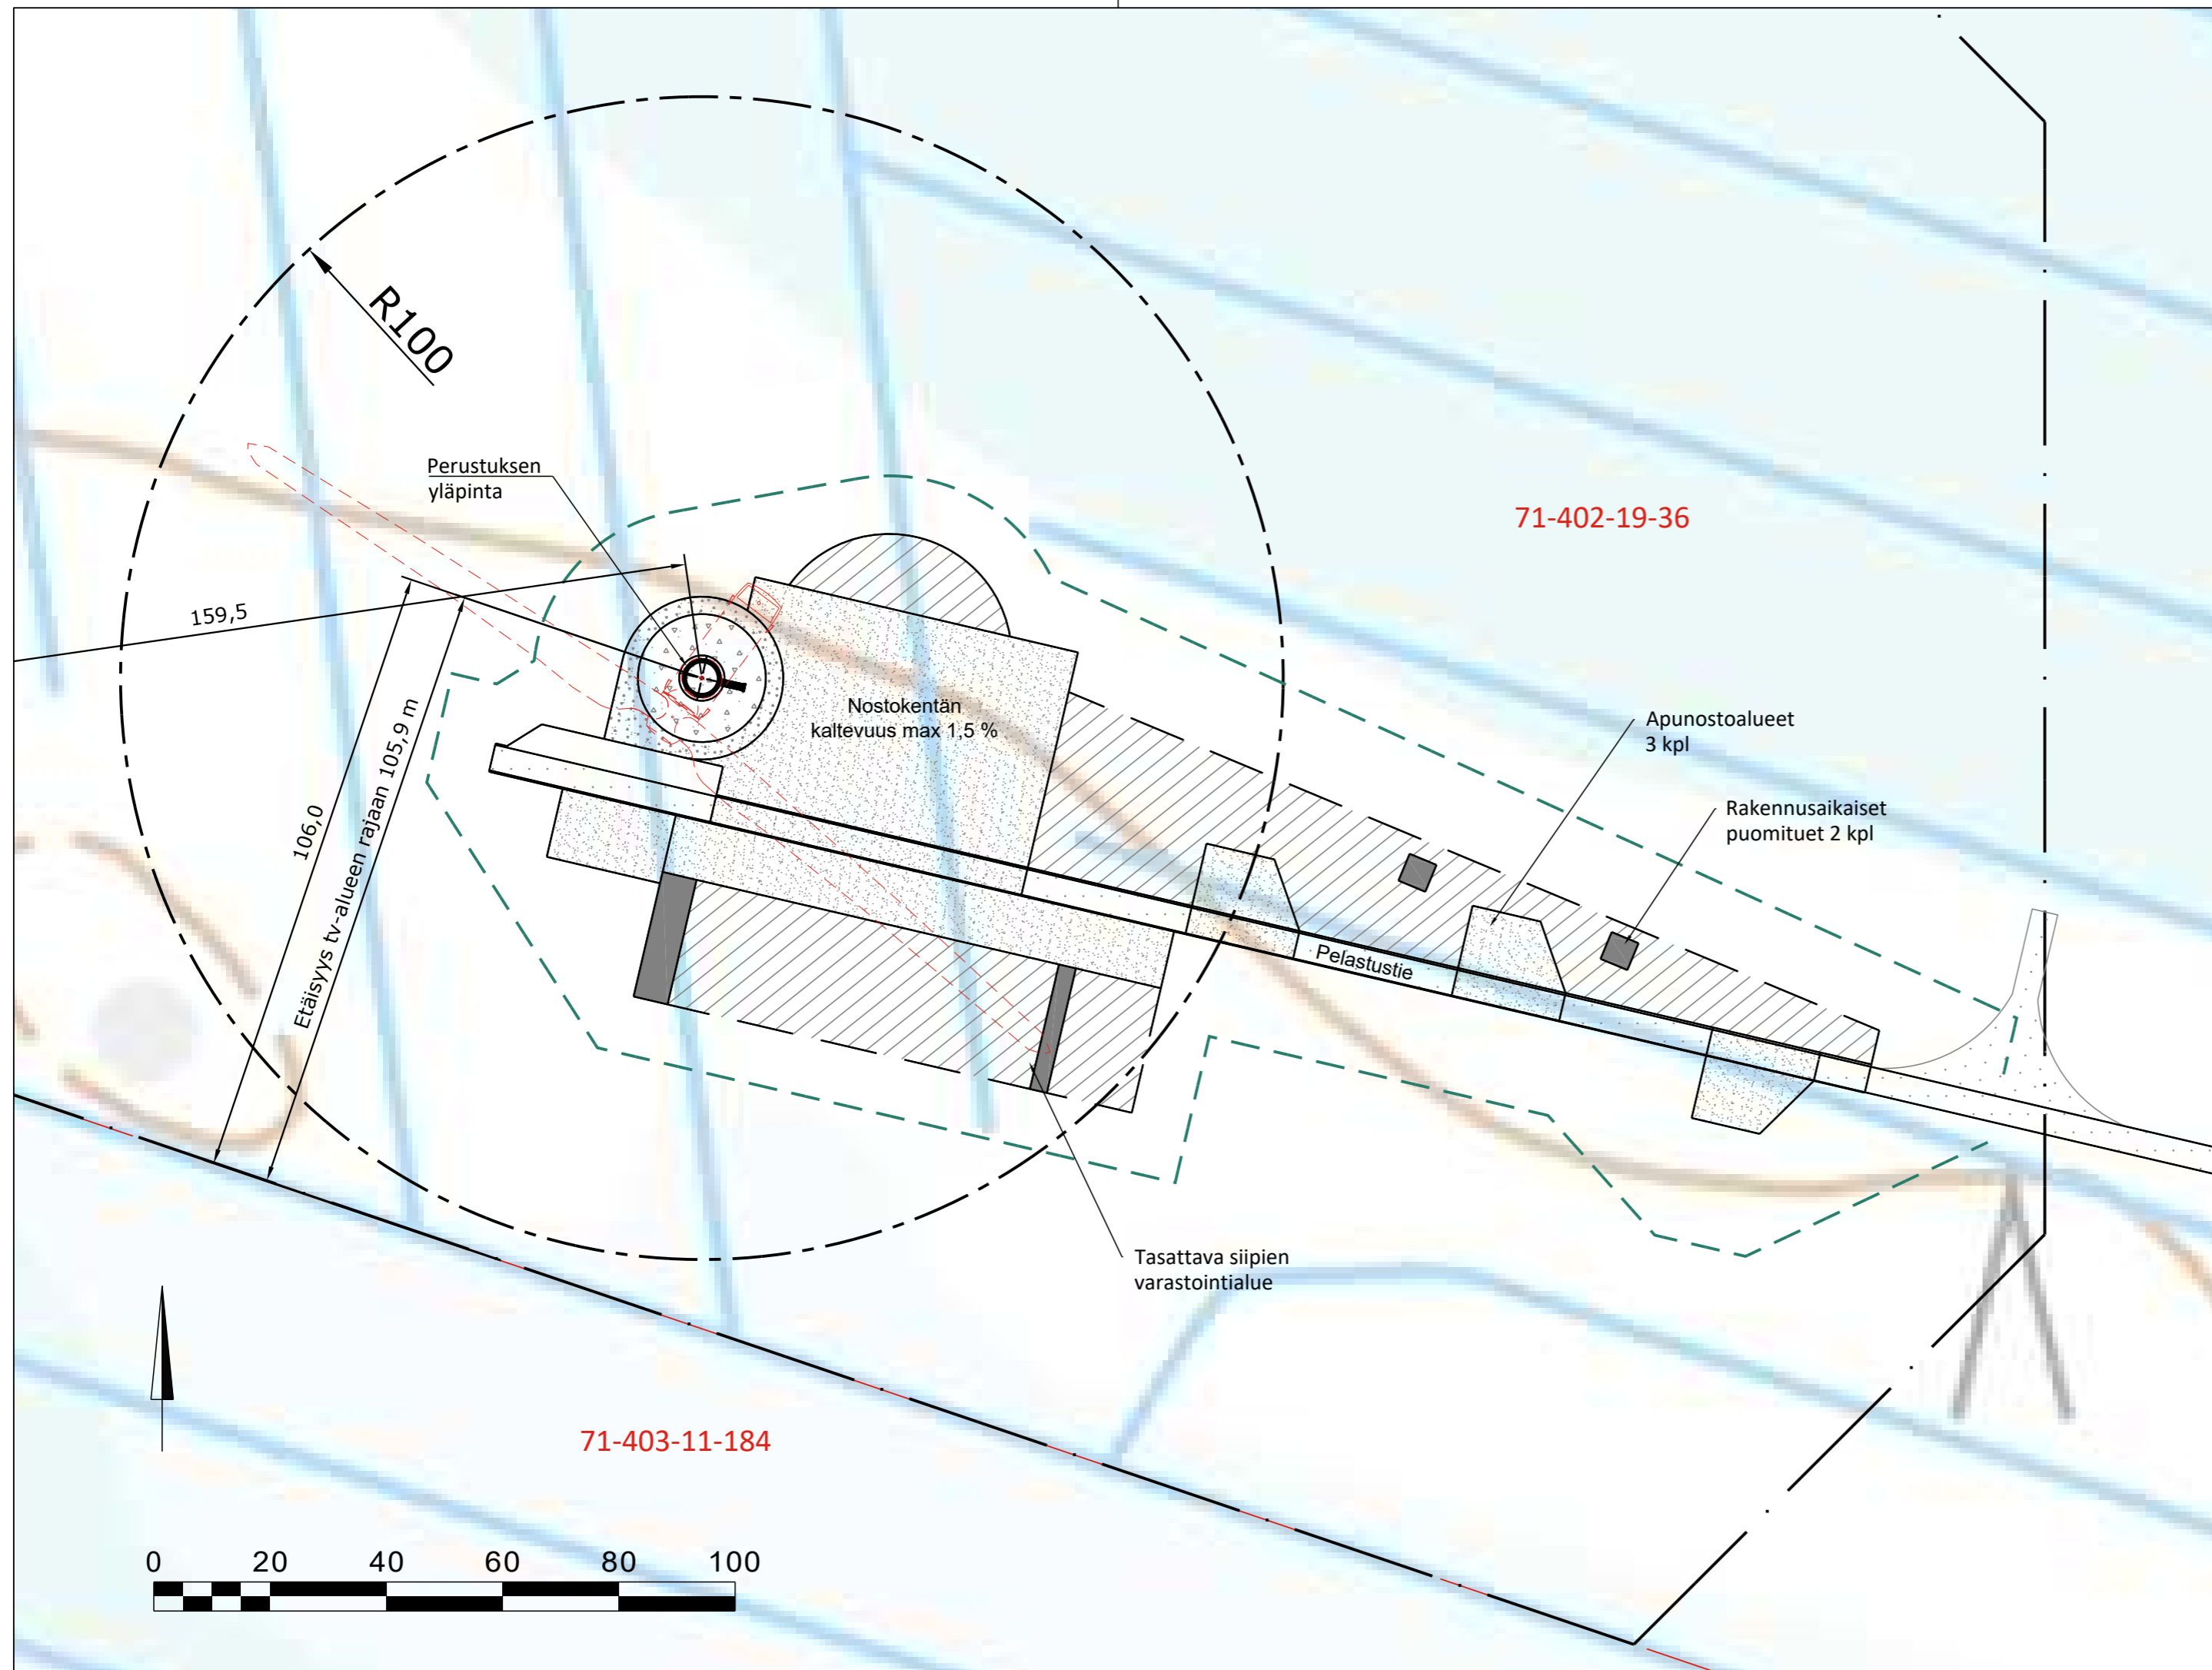 R100
Perustuksen
yläpinta
71-402-19-36
159,5
Nostokentän
kaltevuus max 1,5 %
Apunostoalueet
3 kpl
Rakennusaikaiset
puomituet 2 kpl
106,0
Etäisyys tv-alueen rajaan 105,9 m
Pelastustie
Tasattava siipien
varastointialue
71-403-11-184
0 20 40 60 80 100